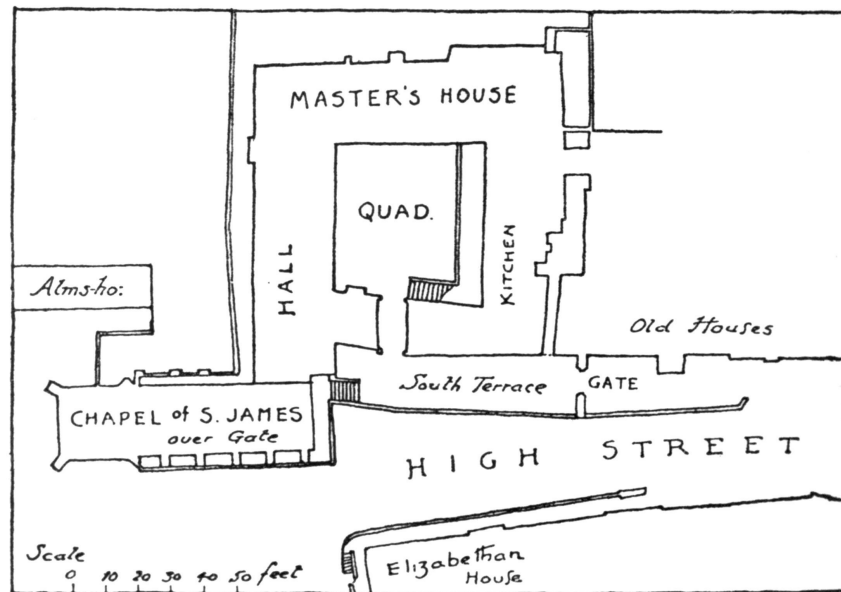 MASTER'S HOUSE
QUAD.
HALL
KITCHEN
Alms-ho:
Old Houses
South Terrace
GATE
CHAPEL of S. JAMES
over Gate
HIGH STREET
Elizabethan
House
Scale
0 10 20 30 40 50 feet